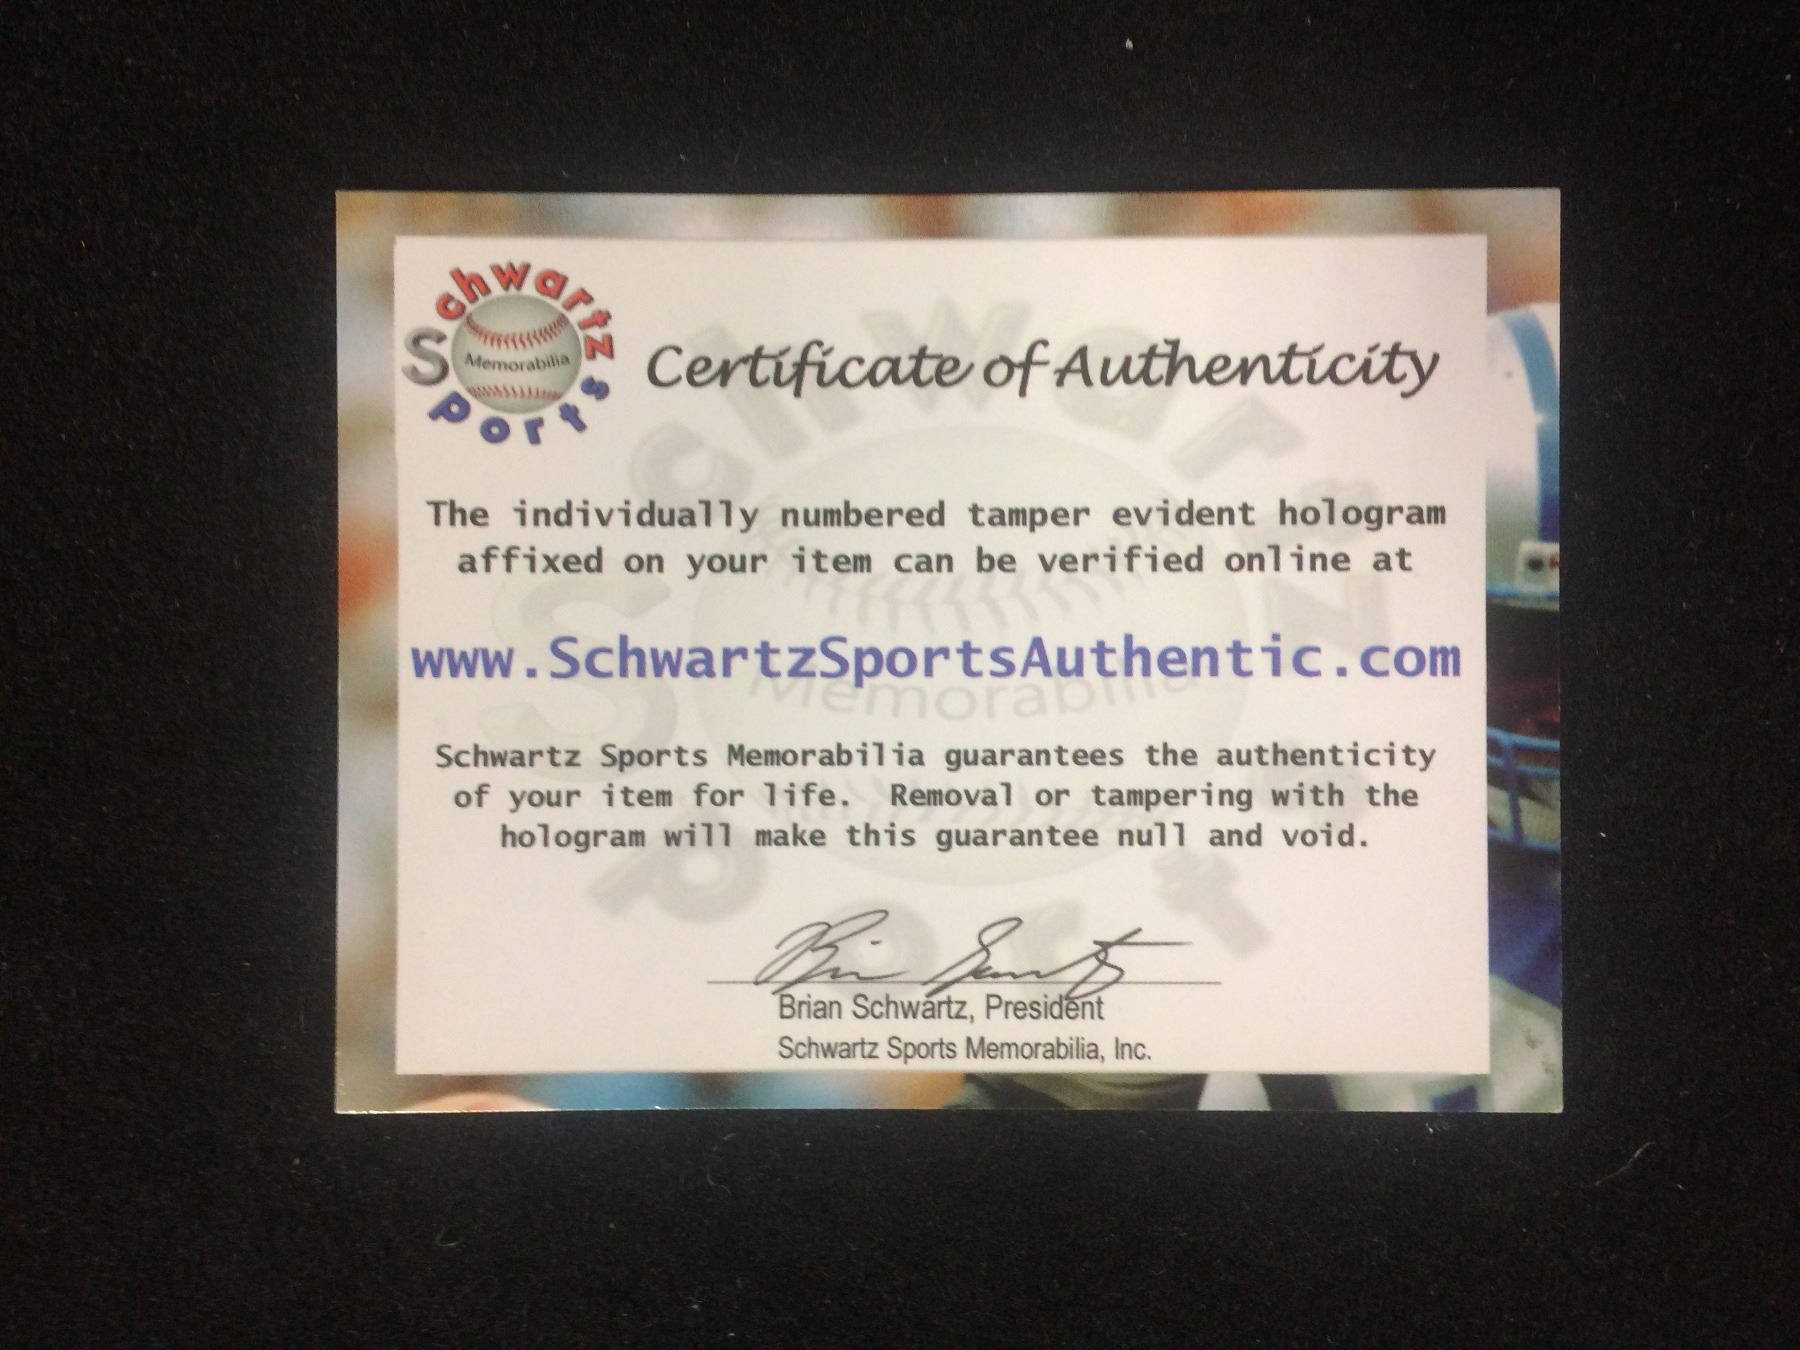 Schwartz
Sports
Memorabilia
Certificate of Authenticity
The individually numbered tamper evident hologram
affixed on your item can be verified online at
www.SchwartzSportsAuthentic.com
Schwartz Sports Memorabilia guarantees the authenticity
of your item for life. Removal or tampering with the
hologram will make this guarantee null and void.
Brian Schwartz
Brian Schwartz, President
Schwartz Sports Memorabilia, Inc.